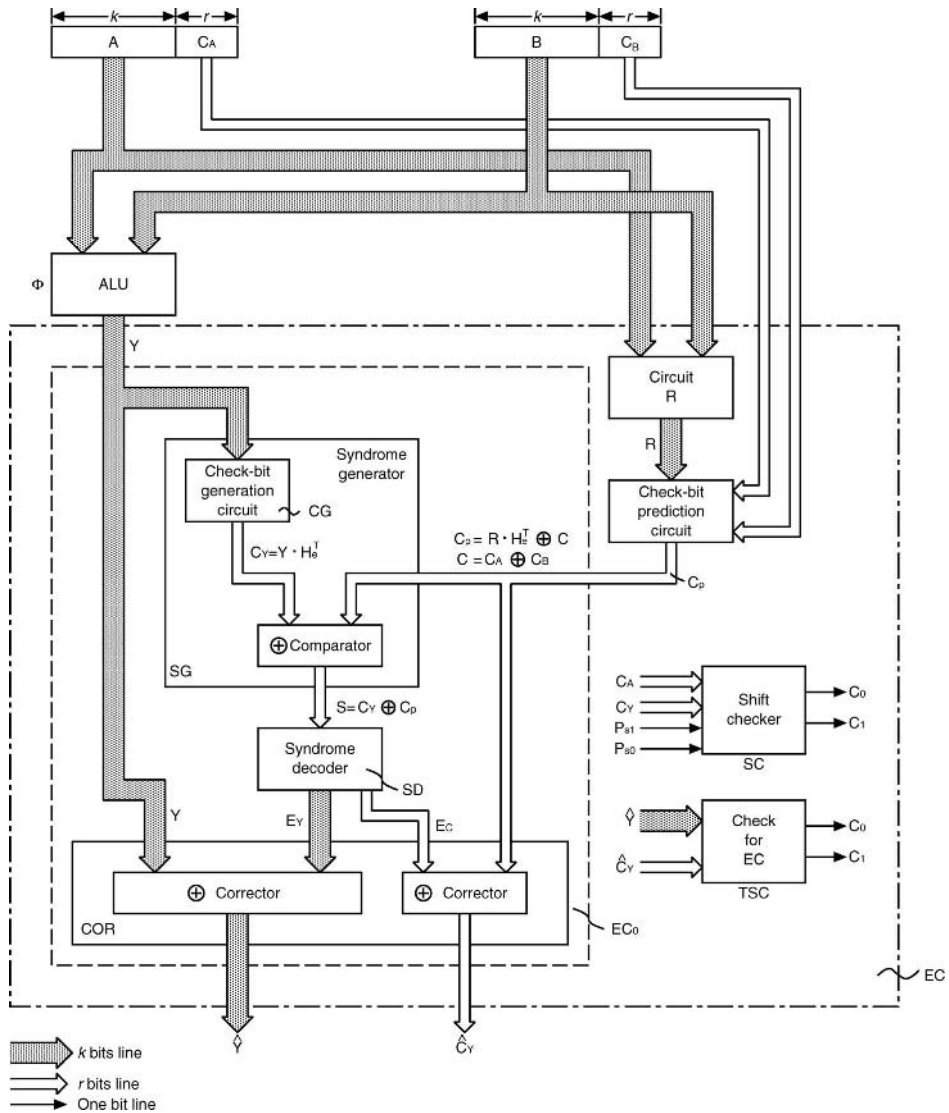 k r k r
A CA B CB
Φ ALU
Y
Circuit
R
R
Syndrome
generator
Check-bit
generation
circuit
CG
Check-bit
prediction
circuit
CY=Y · HeT
Cp = R · HeT ⊕ C
C = CA ⊕ CB
Cp
⊕ Comparator
SG
S=CY ⊕ Cp
Syndrome
decoder
SD
CA
CY
Ps1
Ps0
Shift
checker
C0
C1
SC
Y
EY
EC
Ŷ
ĈY
Check
for
EC
C0
C1
TSC
⊕ Corrector
⊕ Corrector
COR
EC0
EC
Ŷ
ĈY
k bits line
r bits line
One bit line